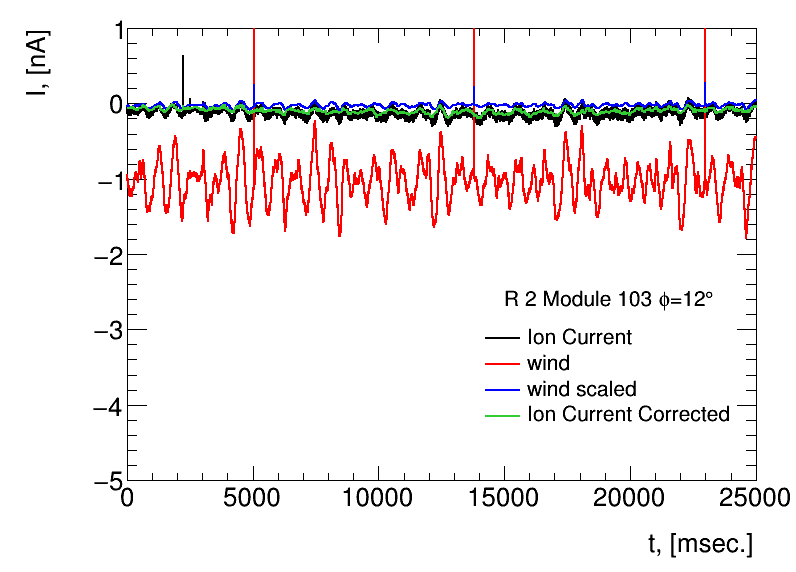 I, [nA]
1
0
−1
−2
−3
−4
−5
R 2 Module 103 ϕ=12°
Ion Current
wind
wind scaled
Ion Current Corrected
0 5000 10000 15000 20000 25000
t, [msec.]